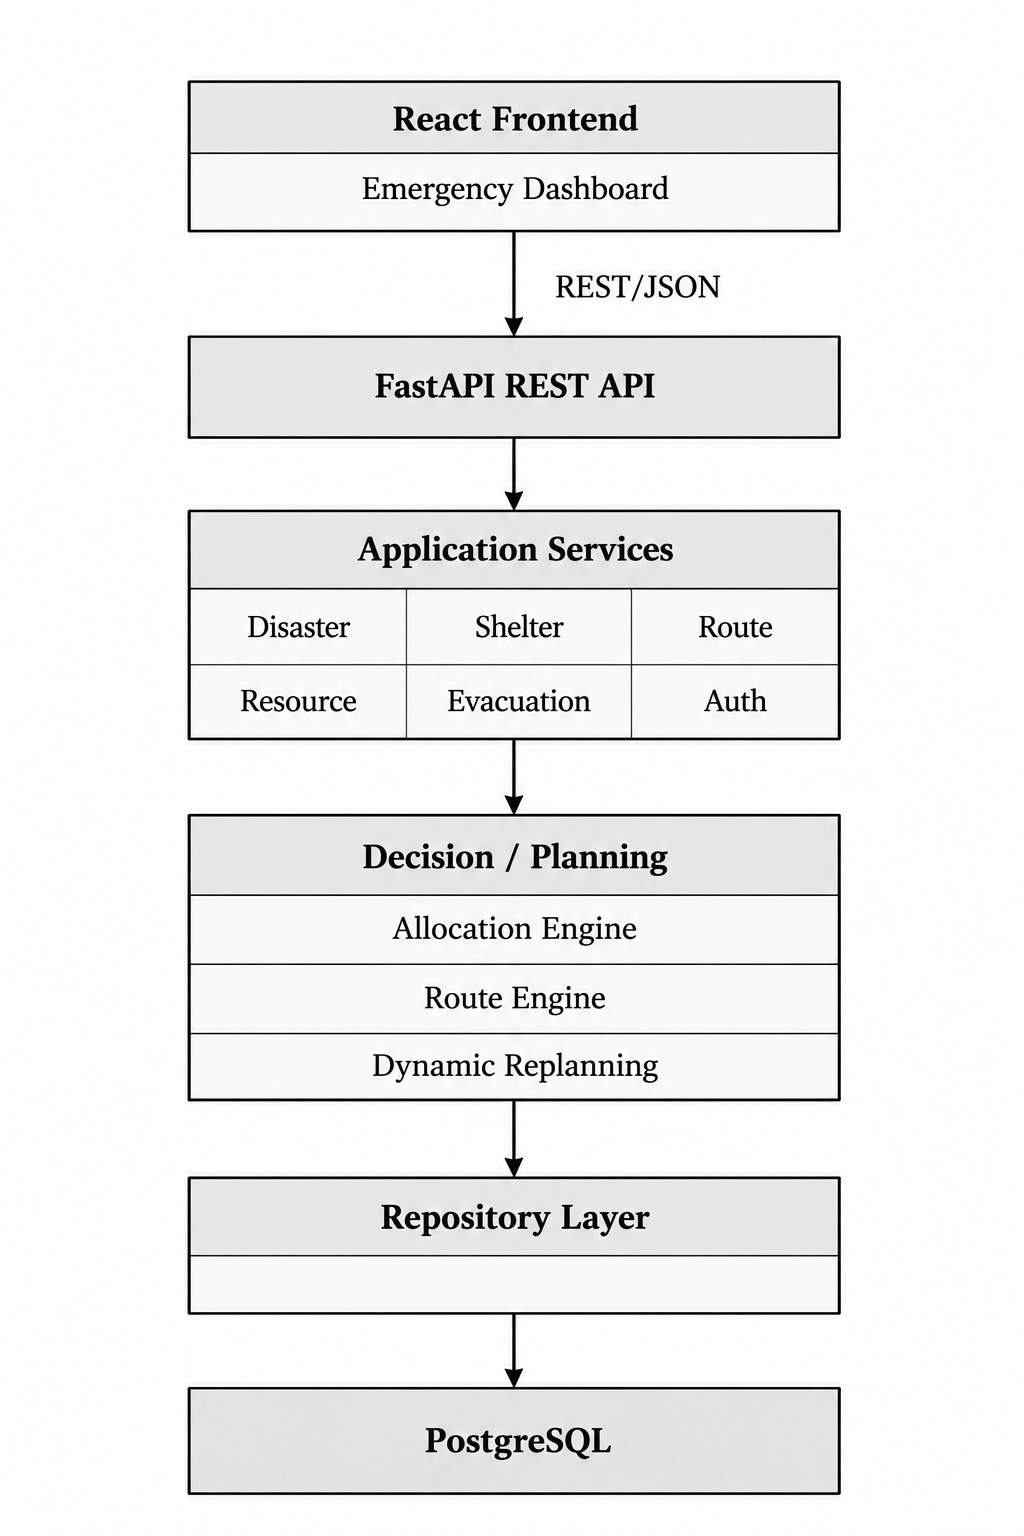 React Frontend
Emergency Dashboard
REST/JSON
FastAPI REST API
Application Services
Disaster Shelter Route
Resource Evacuation Auth
Decision / Planning
Allocation Engine
Route Engine
Dynamic Replanning
Repository Layer
PostgreSQL